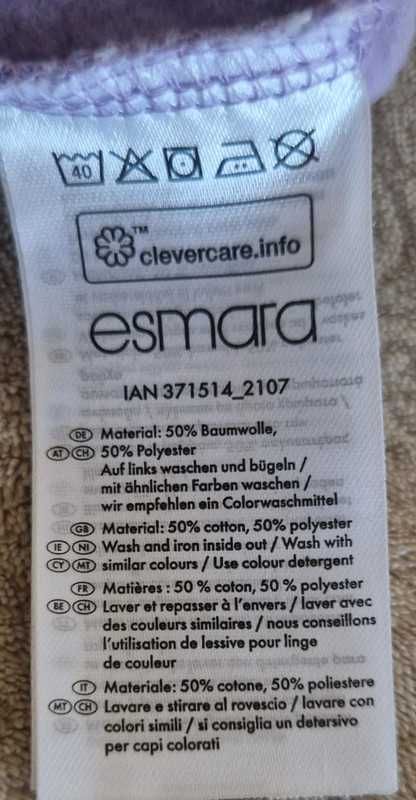 40
™
clevercare.info
esmara
IAN 371514_2107
DE Material: 50% Baumwolle,
AT CH 50% Polyester
Auf links waschen und bügeln /
mit ähnlichen Farben waschen /
wir empfehlen ein Colorwaschmittel
GB Material: 50% cotton, 50% polyester
IE NI Wash and iron inside out / Wash with
CY MT similar colours / Use colour detergent
FR Matières : 50 % coton, 50 % polyester
BE CH Laver et repasser à l'envers / laver avec
des couleurs similaires / nous conseillons
l'utilisation de lessive pour linge
de couleur
IT Materiale: 50% cotone, 50% poliestere
MT CH Lavare e stirare al rovescio / lavare con
colori simili / si consiglia un detersivo
per capi colorati